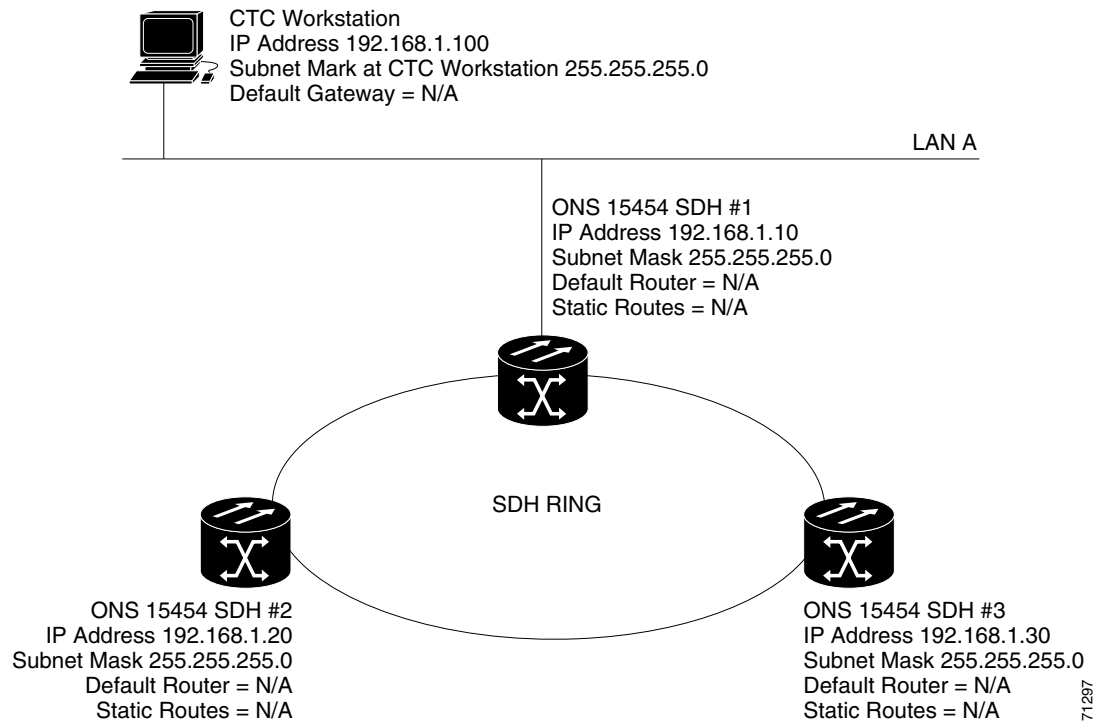 CTC Workstation
IP Address 192.168.1.100
Subnet Mark at CTC Workstation 255.255.255.0
Default Gateway = N/A
LAN A
ONS 15454 SDH #1
IP Address 192.168.1.10
Subnet Mask 255.255.255.0
Default Router = N/A
Static Routes = N/A
SDH RING
ONS 15454 SDH #2
IP Address 192.168.1.20
Subnet Mask 255.255.255.0
Default Router = N/A
Static Routes = N/A
ONS 15454 SDH #3
IP Address 192.168.1.30
Subnet Mask 255.255.255.0
Default Router = N/A
Static Routes = N/A
71297